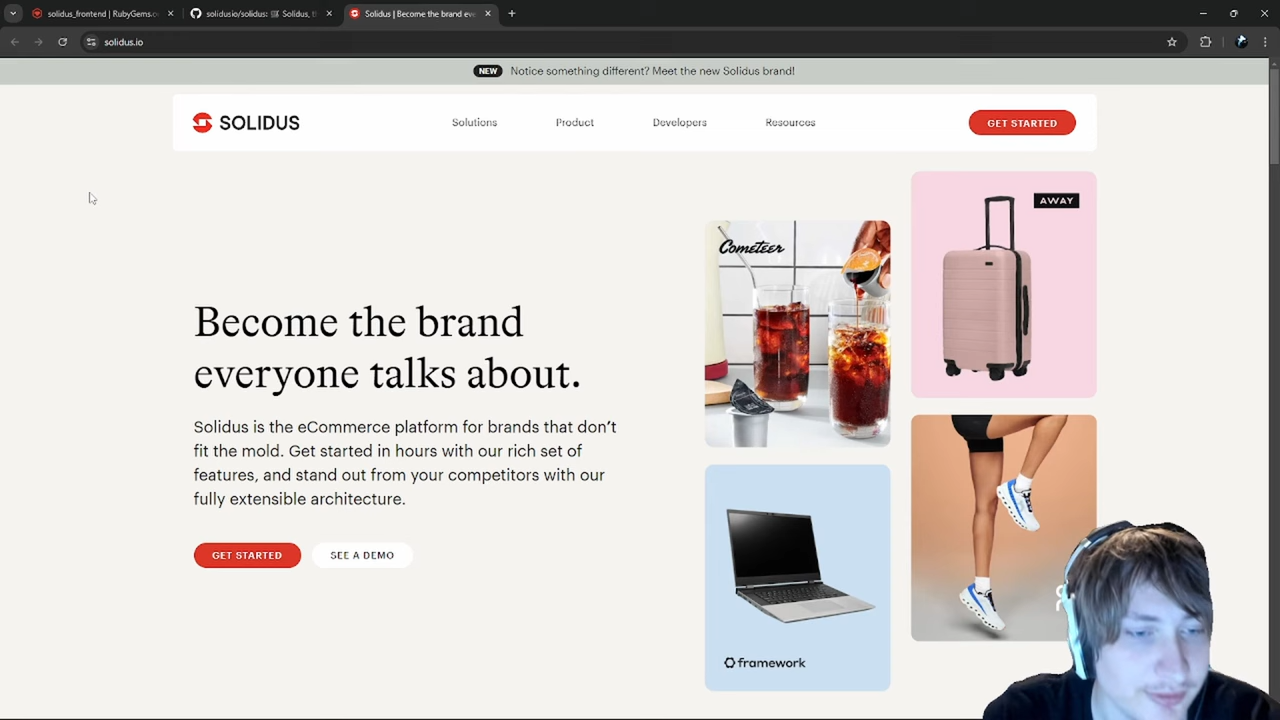 solidus_frontend | RubyGems.o
solidusio/solidus: Solidus,
Solidus | Become the brand eve
solidus.io
NEW Notice something different? Meet the new Solidus brand!
SOLIDUS
Solutions
Product
Developers
Resources
GET STARTED
AWAY
Cometeer
Become the brand
everyone talks about.
Solidus is the eCommerce platform for brands that don't
fit the mold. Get started in hours with our rich set of
features, and stand out from your competitors with our
fully extensible architecture.
GET STARTED
SEE A DEMO
framework